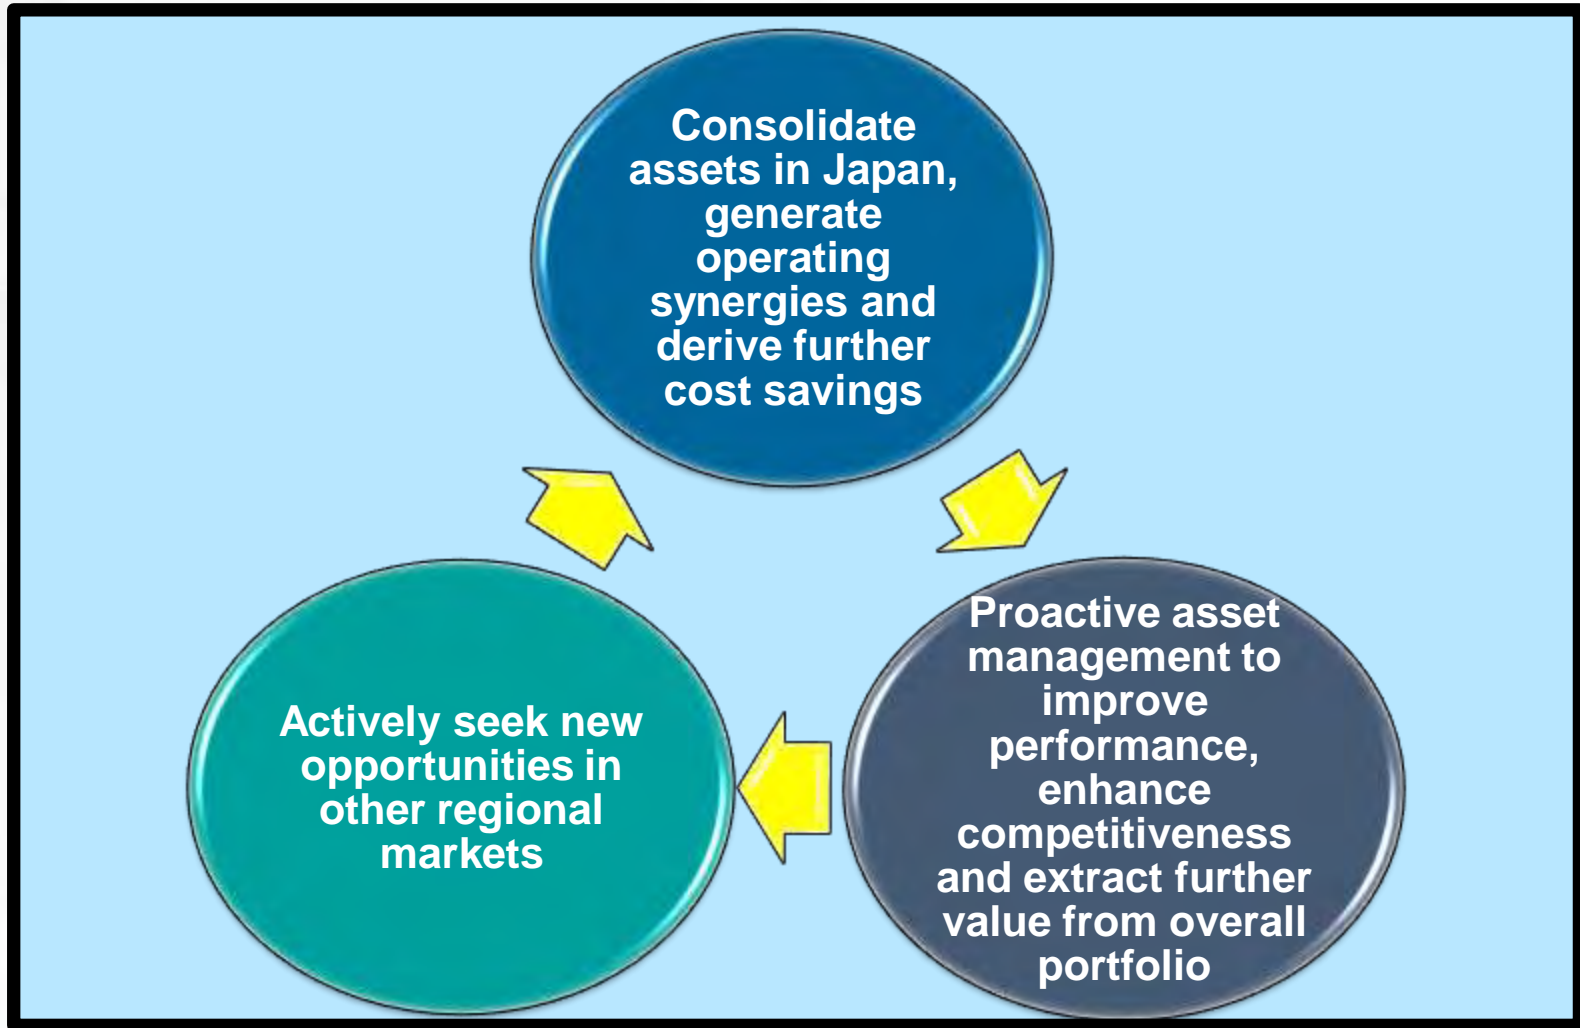 Consolidate
assets in Japan,
generate
operating
synergies and
derive further
cost savings
Proactive asset
management to
improve
performance,
enhance
competitiveness
and extract further
value from overall
portfolio
Actively seek new
opportunities in
other regional
markets